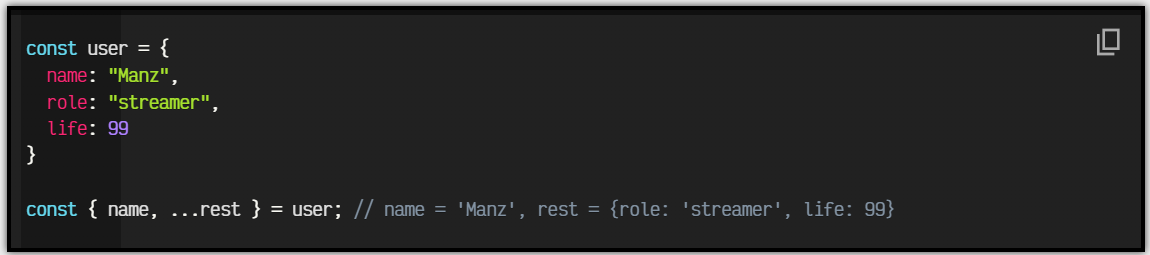 const user = {
  name: "Manz",
  role: "streamer",
  life: 99
}

const { name, ...rest } = user; // name = 'Manz', rest = {role: 'streamer', life: 99}